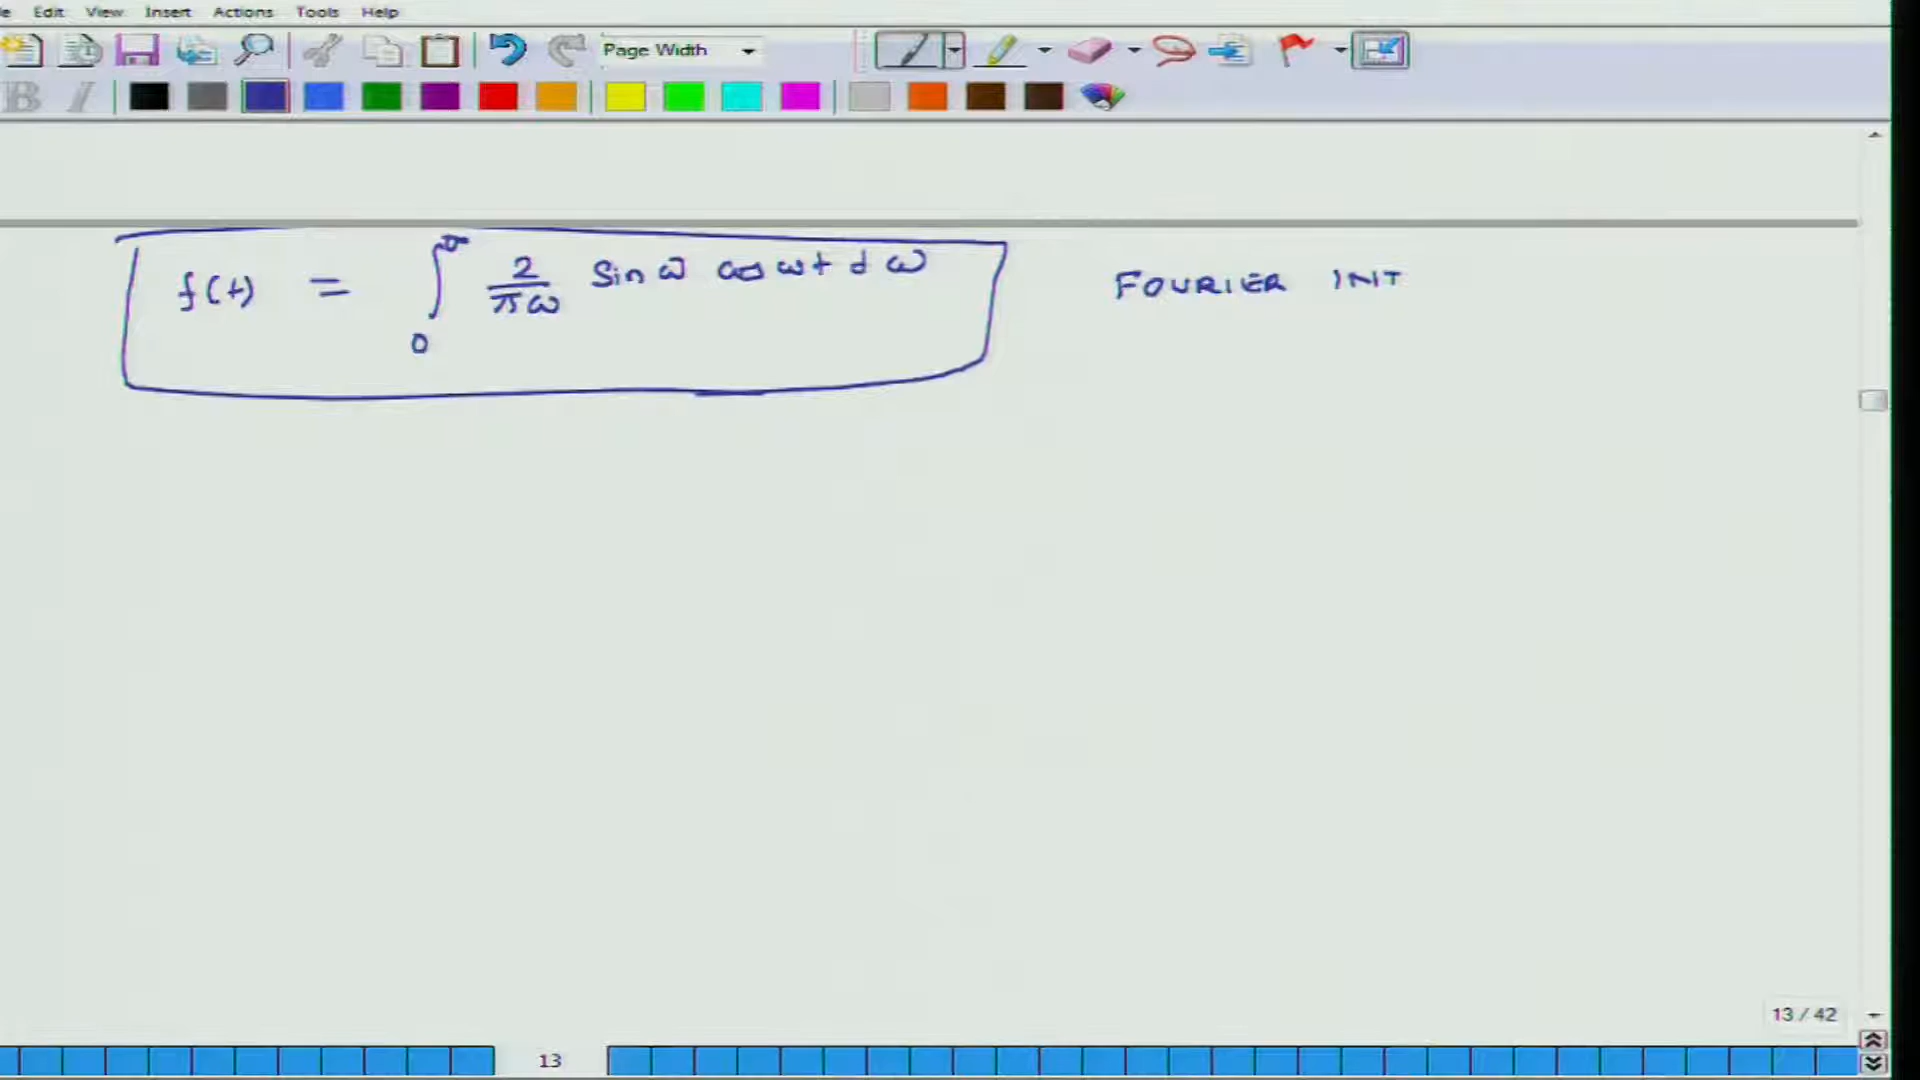 Edit View Insert Actions Tools Help
Page Width
B I
f(t) = ∫₀^∞ 2/πω Sin ω cos ωt dω
FOURIER INT
13 / 42
13